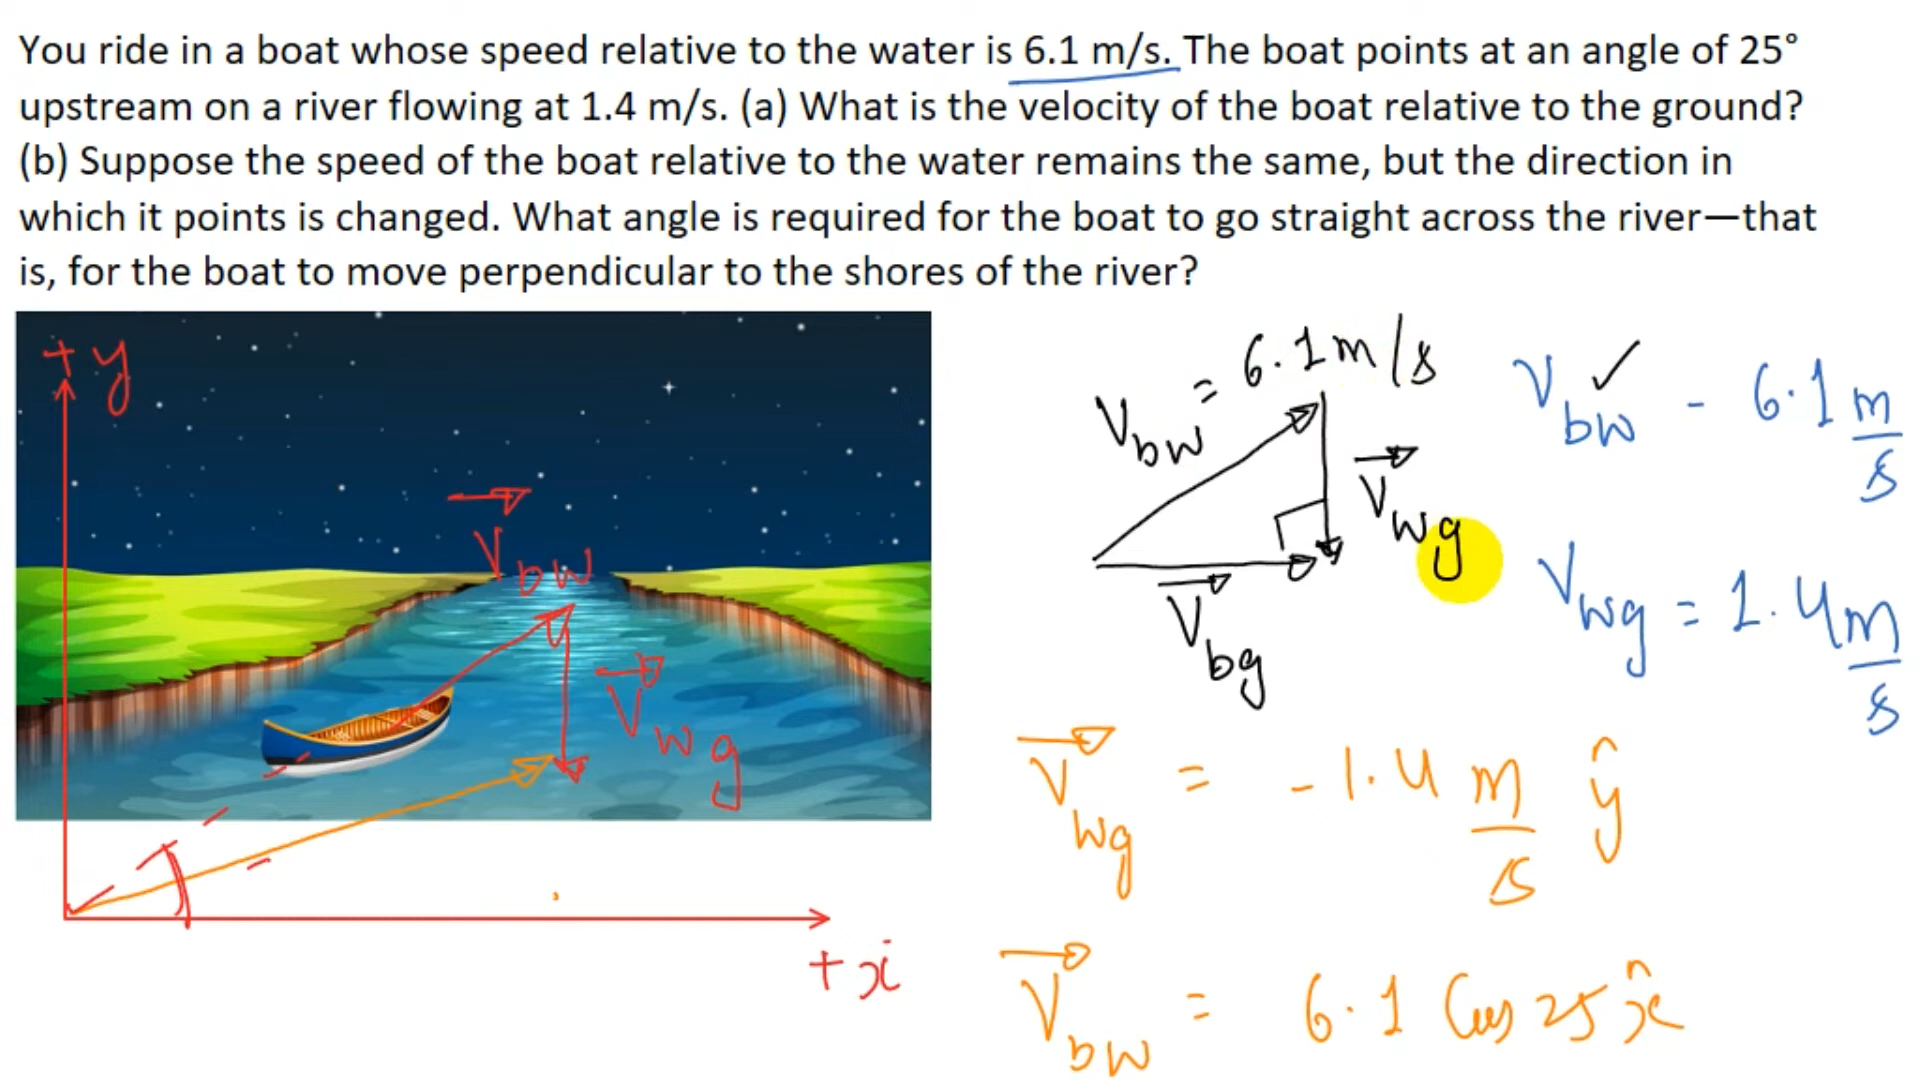 You ride in a boat whose speed relative to the water is 6.1 m/s. The boat points at an angle of 25°
upstream on a river flowing at 1.4 m/s. (a) What is the velocity of the boat relative to the ground?
(b) Suppose the speed of the boat relative to the water remains the same, but the direction in
which it points is changed. What angle is required for the boat to go straight across the river—that
is, for the boat to move perpendicular to the shores of the river?
+y
V bw
V wg
+x
V bw = 6.1 m/s
V wg
V bg
V bw - 6.1 m/s
V wg = 1.4 m/s
V wg = -1.4 m/s ŷ
V bw = 6.1 Cos 25 x̂